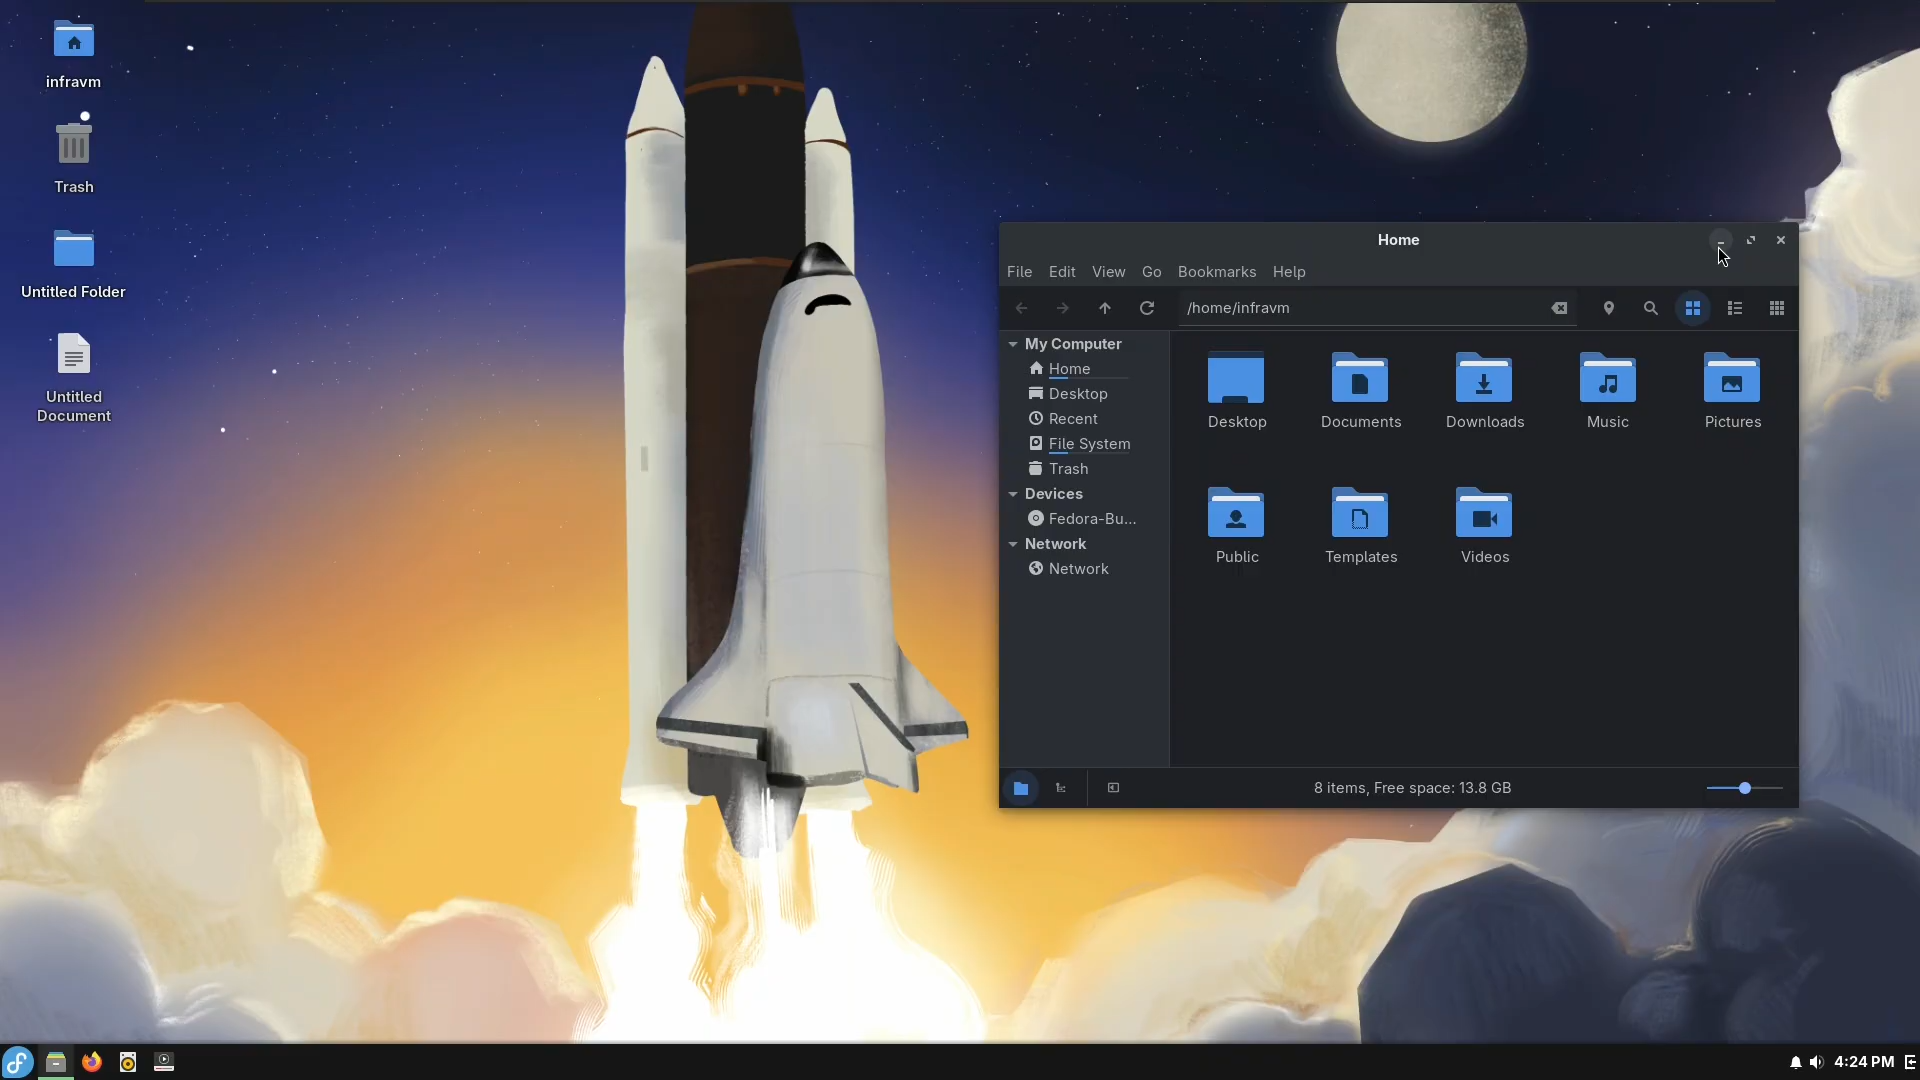 infravm
Trash
Untitled Folder
Untitled
Document
Home
File Edit View Go Bookmarks Help
/home/infravm
My Computer
Home
Desktop
Recent
File System
Trash
Devices
Fedora-Bu...
Network
Network
Desktop Documents Downloads Music Pictures
Public Templates Videos
8 items, Free space: 13.8 GB
4:24 PM